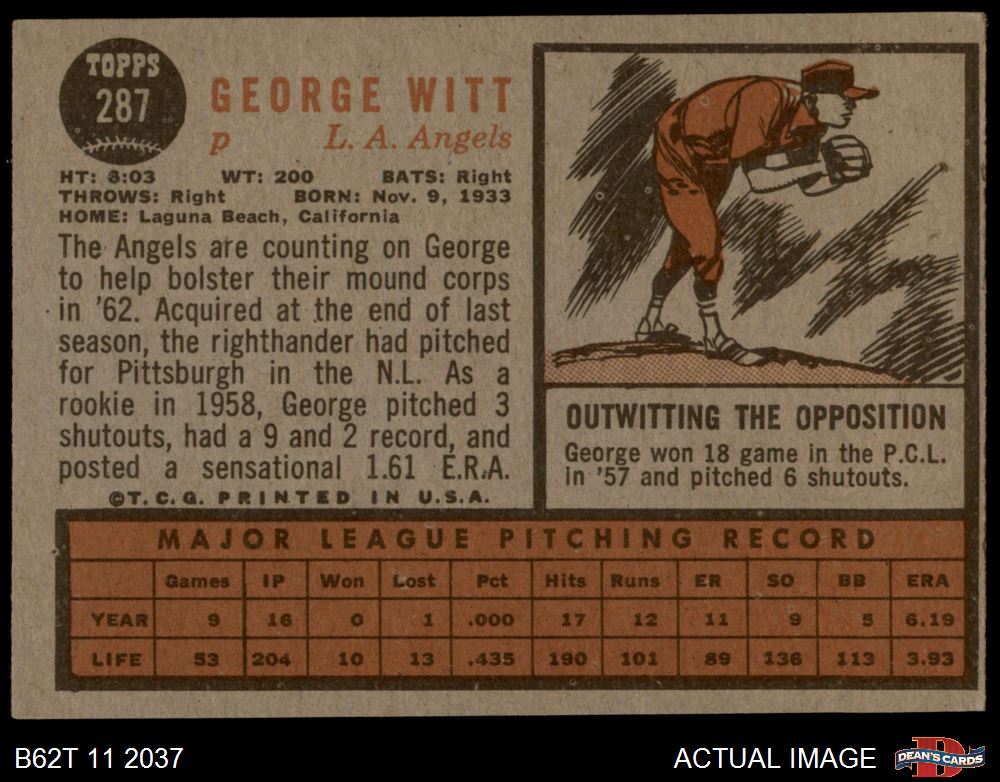 TOPPS
287
GEORGE WITT
p L. A. Angels
HT: 6:03 WT: 200 BATS: Right
THROWS: Right BORN: Nov. 9, 1933
HOME: Laguna Beach, California
The Angels are counting on George
to help bolster their mound corps
in '62. Acquired at the end of last
season, the righthander had pitched
for Pittsburgh in the N.L. As a
rookie in 1958, George pitched 3
shutouts, had a 9 and 2 record, and
posted a sensational 1.61 E.R.A.
©T.C.G. PRINTED IN U.S.A.
OUTWITTING THE OPPOSITION
George won 18 game in the P.C.L.
in '57 and pitched 6 shutouts.
MAJOR LEAGUE PITCHING RECORD
Games IP Won Lost Pct Hits Runs ER SO BB ERA
YEAR 9 16 0 1 .000 17 12 11 9 5 6.19
LIFE 53 204 10 13 .435 190 101 89 136 113 3.93
B62T 11 2037
ACTUAL IMAGE
D
DEAN'S CARDS